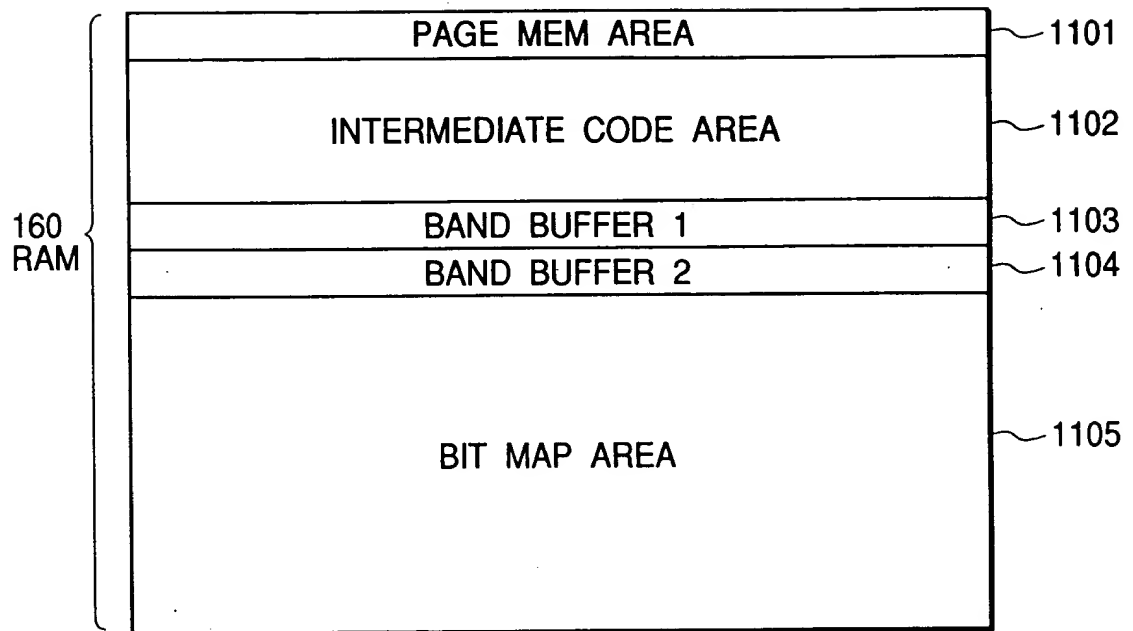 PAGE MEM AREA
1101
INTERMEDIATE CODE AREA
1102
160
RAM
BAND BUFFER 1
1103
BAND BUFFER 2
1104
BIT MAP AREA
1105